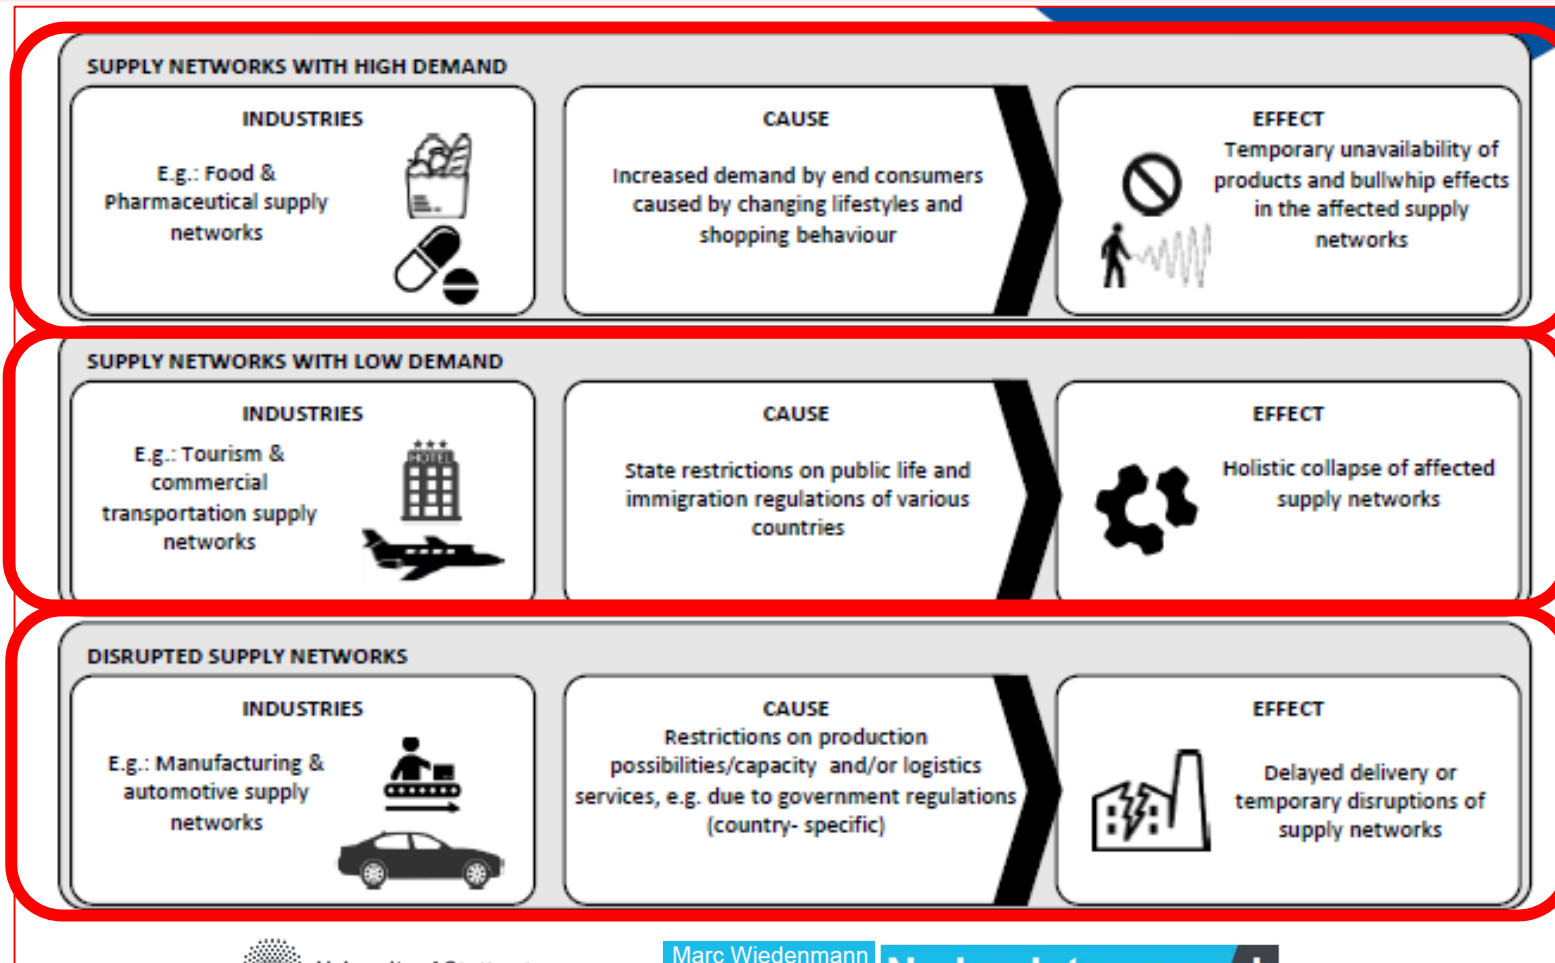 SUPPLY NETWORKS WITH HIGH DEMAND
INDUSTRIES
E.g.: Food &
Pharmaceutical supply
networks
CAUSE
Increased demand by end consumers
caused by changing lifestyles and
shopping behaviour
EFFECT
Temporary unavailability of
products and bullwhip effects
in the affected supply
networks
SUPPLY NETWORKS WITH LOW DEMAND
INDUSTRIES
E.g.: Tourism &
commercial
transportation supply
networks
HOTEL
CAUSE
State restrictions on public life and
immigration regulations of various
countries
EFFECT
Holistic collapse of affected
supply networks
DISRUPTED SUPPLY NETWORKS
INDUSTRIES
E.g.: Manufacturing &
automotive supply
networks
CAUSE
Restrictions on production
possibilities/capacity and/or logistics
services, e.g. due to government regulations
(country- specific)
EFFECT
Delayed delivery or
temporary disruptions of
supply networks
Marc Wiedenmann